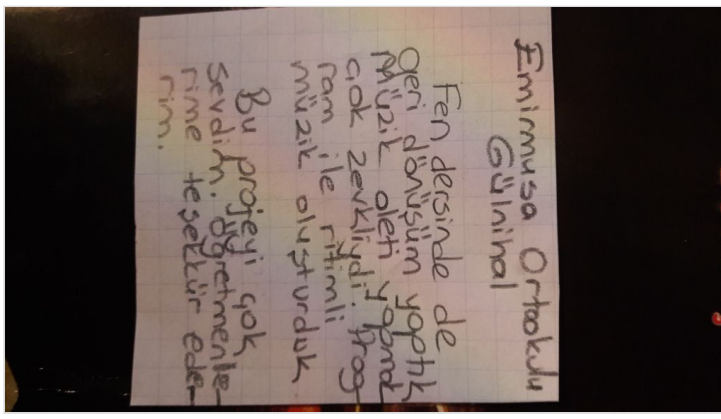 Emirmusa Ortaokulu
Gülnihal
Fen dersinde de
geri dönüşüm yaptık
Müzik aleti yapmak
çok zevkliydi. Prog
ram ile ritimli
müzik oluşturduk
Bu projeyi çok
sevdim. öğretmenle-
rime teşekkür ede-
rim.